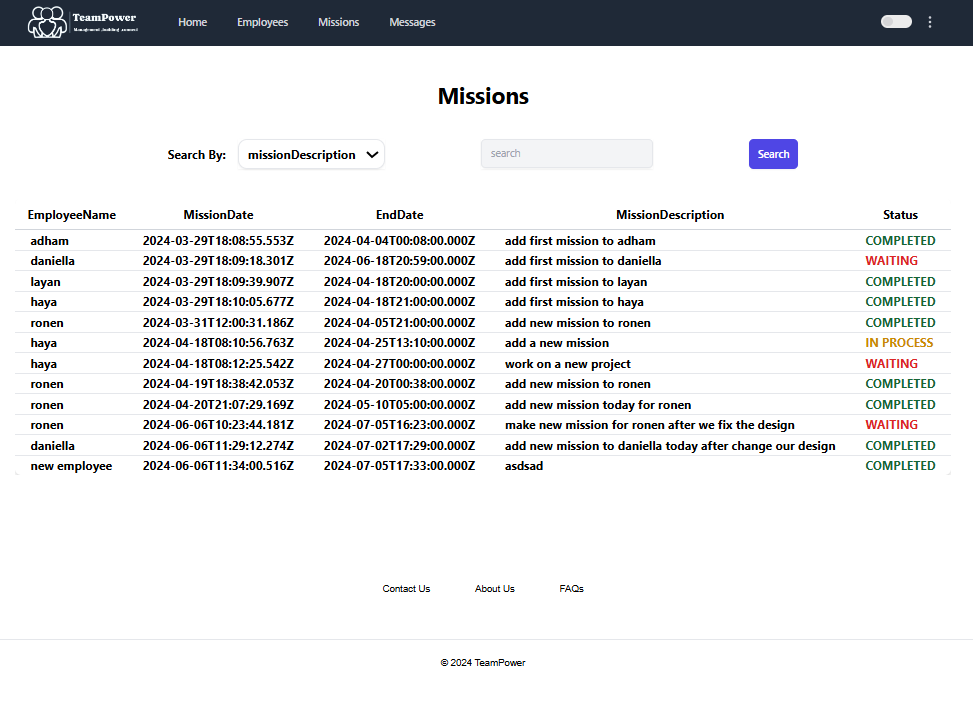 TeamPower
Management ,building ,connect
Home Employees Missions Messages
Missions
Search By: missionDescription search Search
EmployeeName MissionDate EndDate MissionDescription Status
adham 2024-03-29T18:08:55.553Z 2024-04-04T00:08:00.000Z add first mission to adham COMPLETED
daniella 2024-03-29T18:09:18.301Z 2024-06-18T20:59:00.000Z add first mission to daniella WAITING
layan 2024-03-29T18:09:39.907Z 2024-04-18T20:00:00.000Z add first mission to layan COMPLETED
haya 2024-03-29T18:10:05.677Z 2024-04-18T21:00:00.000Z add first mission to haya COMPLETED
ronen 2024-03-31T12:00:31.186Z 2024-04-05T21:00:00.000Z add new mission to ronen COMPLETED
haya 2024-04-18T08:10:56.763Z 2024-04-25T13:10:00.000Z add a new mission IN PROCESS
haya 2024-04-18T08:12:25.542Z 2024-04-27T00:00:00.000Z work on a new project WAITING
ronen 2024-04-19T18:38:42.053Z 2024-04-20T00:38:00.000Z add new mission to ronen COMPLETED
ronen 2024-04-20T21:07:29.169Z 2024-05-10T05:00:00.000Z add new mission today for ronen COMPLETED
ronen 2024-06-06T10:23:44.181Z 2024-07-05T16:23:00.000Z make new mission for ronen after we fix the design WAITING
daniella 2024-06-06T11:29:12.274Z 2024-07-02T17:29:00.000Z add new mission to daniella today after change our design COMPLETED
new employee 2024-06-06T11:34:00.516Z 2024-07-05T17:33:00.000Z asdsad COMPLETED
Contact Us About Us FAQs
© 2024 TeamPower